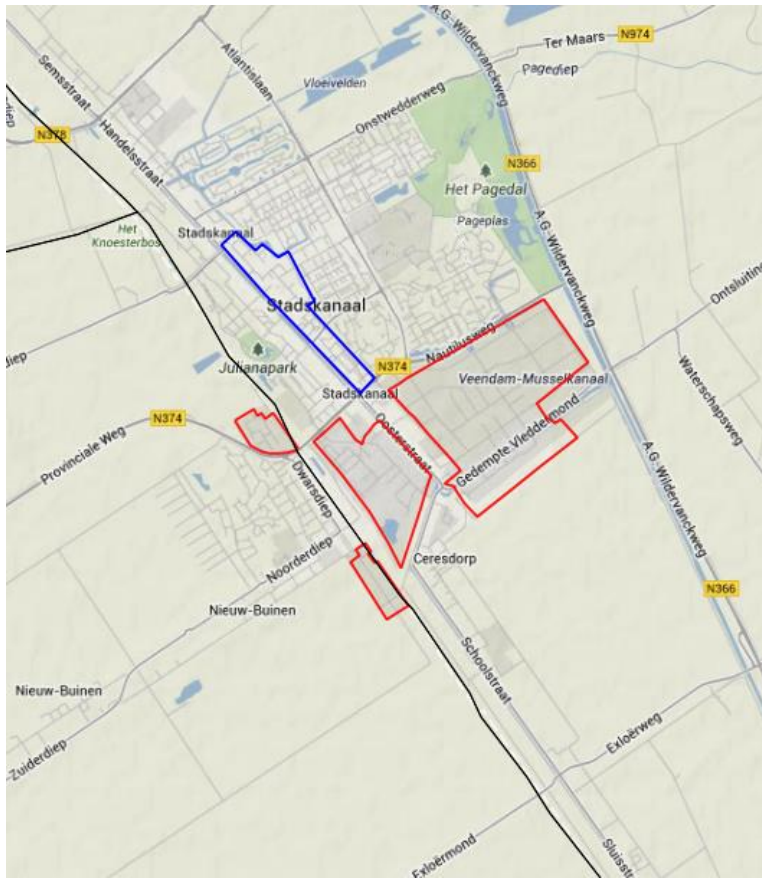 A.G. Wildervanckweg
Ter Maars
N974
Semsstraat
Atlantislaan
Vloeivelden
Pagediep
Onstwedderweg
N378
Handelsstraat
N366
Het Pagedal
Pageplas
A.G. Wildervanckweg
Het
Knoesterbos
Stadskanaal
Ontsluiting
Stadskanaal
Nautilusweg
Julianapark
N374
Veendam-Musselkanaal
Waterschapsweg
Stadskanaal
N374
Oosterstraat
Provinciale Weg
Gedempte Vleddermond
Dwarsdiep
A.G. Wildervanckweg
Noorderdiep
Ceresdorp
N366
Nieuw-Buinen
Schoolstraat
Nieuw-Buinen
Zuiderdiep
Exloërweg
Exloërmond